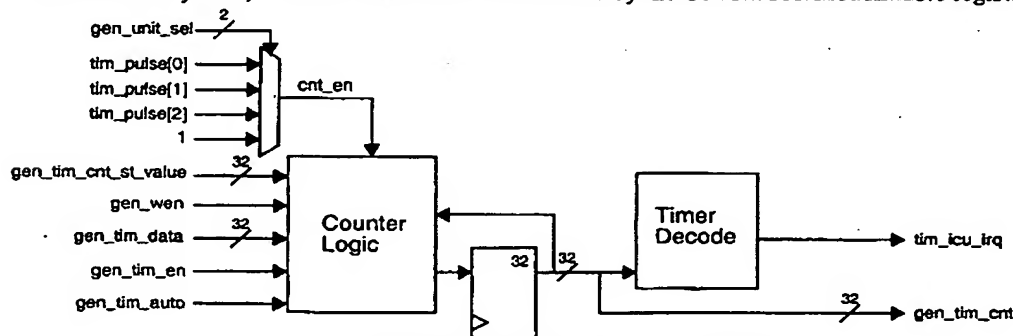 2
gen_unit_sel
tim_pulse[0]
tim_pulse[1]
tim_pulse[2]
1
cnt_en
gen_tim_cnt_st_value
32
gen_wen
gen_tim_data
32
gen_tim_en
gen_tim_auto
Counter
Logic
32
32
Timer
Decode
tim_icu_irq
32
gen_tim_cnt